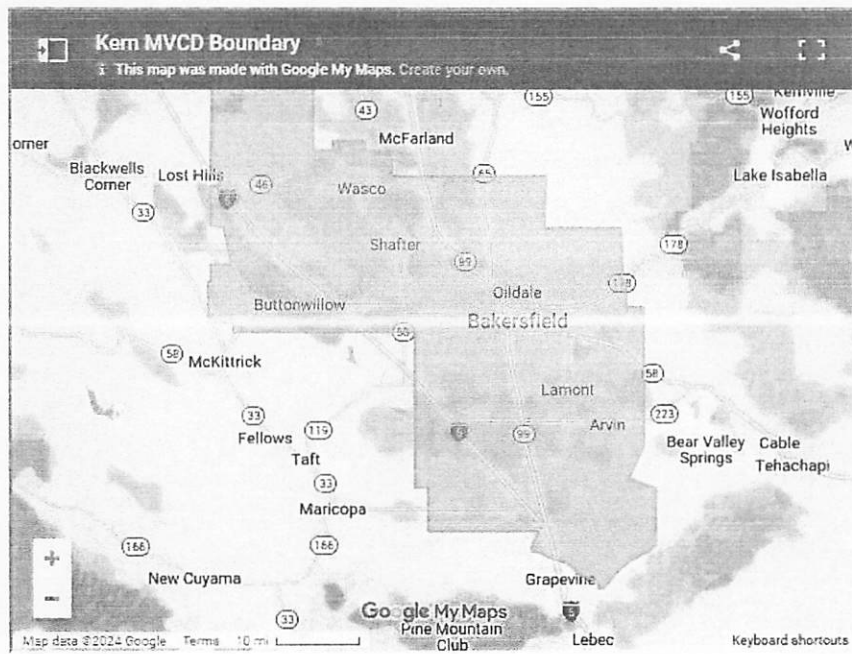 Kern MVCD Boundary
i This map was made with Google My Maps. Create your own.
43
155
155
Kernville
McFarland
Wofford
Heights
orner
Blackwells
Corner
Lost Hills
46
Wasco
65
Lake Isabella
33
5
Shafter
99
178
Buttonwillow
Oildale
178
58
Bakersfield
58
McKittrick
58
Lamont
33
119
5
99
Arvin
223
Fellows
Taft
Bear Valley
Springs
Cable
Tehachapi
33
Maricopa
166
166
New Cuyama
Grapevine
+
−
33
Google My Maps
Pine Mountain
Club
5
Lebec
Map data ©2024 Google
Terms
10 mi
Keyboard shortcuts